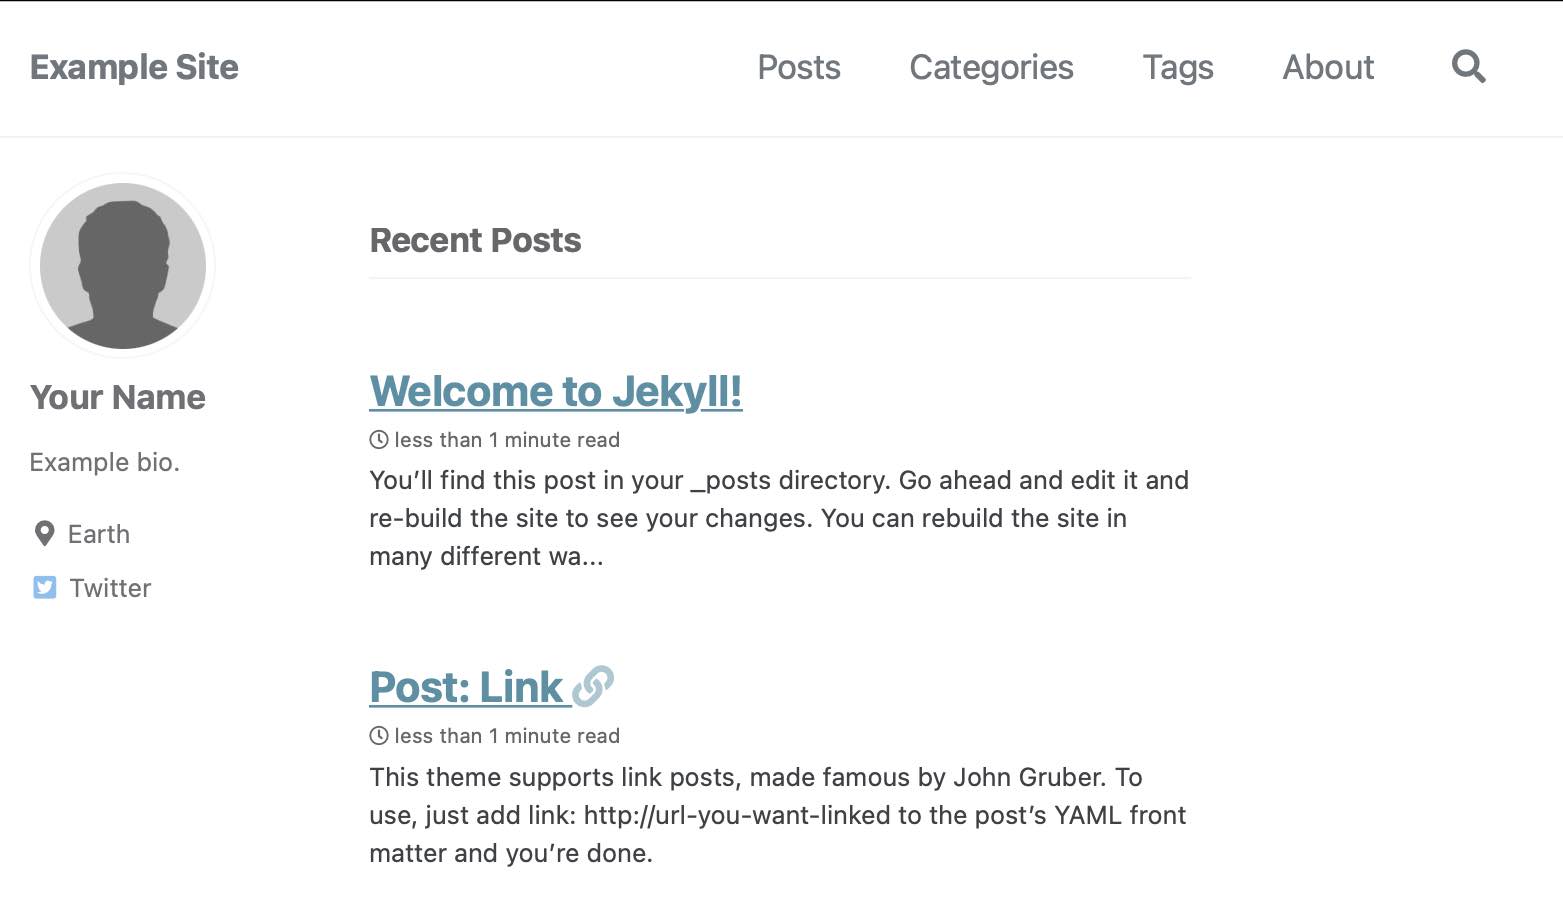 Example Site
Posts
Categories
Tags
About
Your Name
Example bio.
Earth
Twitter
Recent Posts
Welcome to Jekyll!
less than 1 minute read
You’ll find this post in your _posts directory. Go ahead and edit it and
re-build the site to see your changes. You can rebuild the site in
many different wa...
Post: Link
less than 1 minute read
This theme supports link posts, made famous by John Gruber. To
use, just add link: http://url-you-want-linked to the post’s YAML front
matter and you’re done.